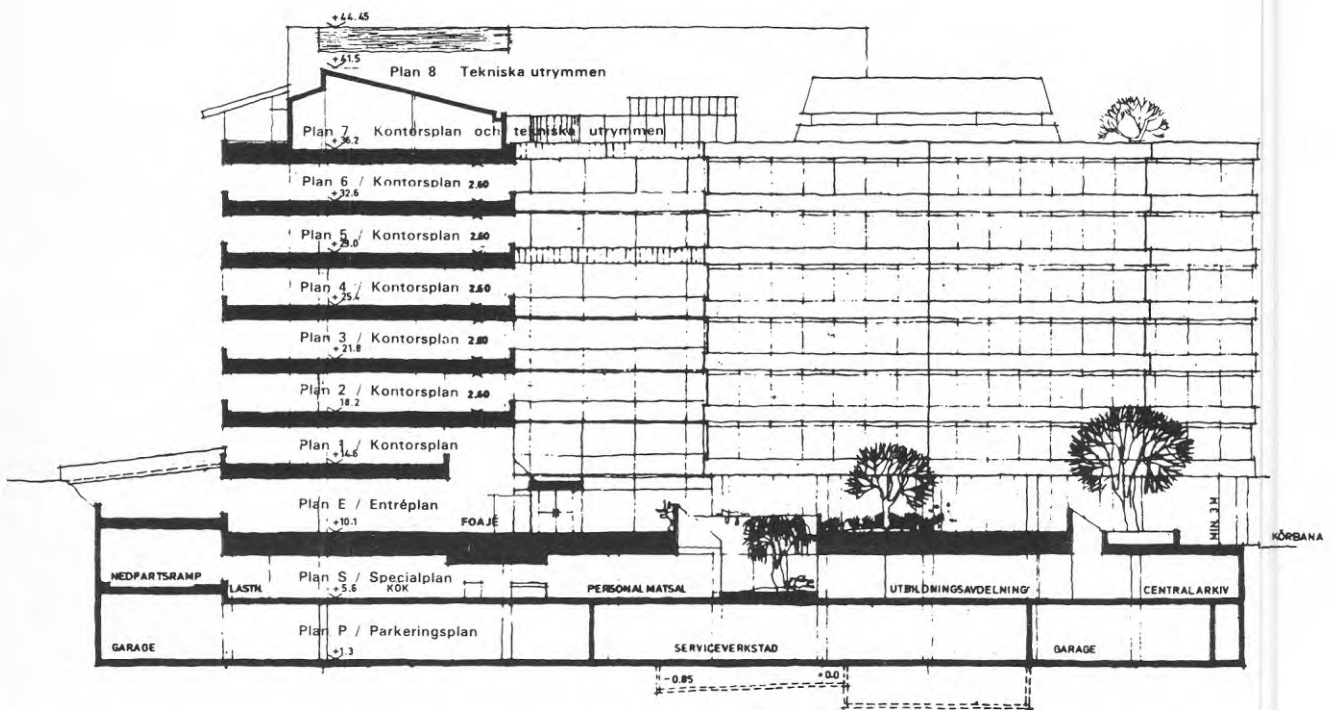 +44.45
+41.5
Plan 8 Tekniska utrymmen
Plan 7 Kontorsplan och tekniska utrymmen
+36.2
Plan 6 / Kontorsplan 2.60
+32.6
Plan 5 / Kontorsplan 2.60
+29.0
Plan 4 / Kontorsplan 2.60
+25.4
Plan 3 / Kontorsplan 2.60
+21.8
Plan 2 / Kontorsplan 2.60
18.2
Plan 1 / Kontorsplan
+14.6
Plan E / Entréplan
+10.1
FOAJÉ
MIN 3 M
KÖRBANA
NEDFARTSRAMP
Plan S / Specialplan
LASTN.
+5.6
KÖK
PERSONALMATSAL
UTBILDNINGSAVDELNING
CENTRALARKIV
Plan P / Parkeringsplan
GARAGE
+1.3
SERVICEVERKSTAD
GARAGE
-0.85
+0.0